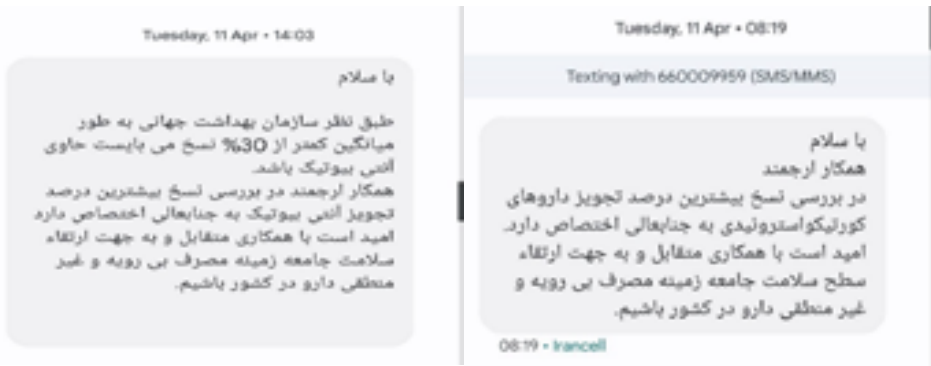 Tuesday, 11 Apr • 14:03
با سلام
طبق نظر سازمان بهداشت جهانی به طور
میانگین کمتر از 30% نسخ می بایست حاوی
آنتی بیوتیک باشد.
همکار ارجمند در بررسی نسخ بیشترین درصد
تجویز آنتی بیوتیک به جنابعالی اختصاص دارد
امید است با همکاری متقابل و به جهت ارتقاء
سلامت جامعه زمینه مصرف بی رویه و غیر
منطقی دارو در کشور باشیم.
Tuesday, 11 Apr • 08:19
Texting with 660009959 (SMS/MMS)
با سلام
همکار ارجمند
در بررسی نسخ بیشترین درصد تجویز داروهای
کورتیکواستروئیدی به جنابعالی اختصاص دارد.
امید است با همکاری متقابل و به جهت ارتقاء
سطح سلامت جامعه زمینه مصرف بی رویه و
غیر منطقی دارو در کشور باشیم.
08:19 • Irancell